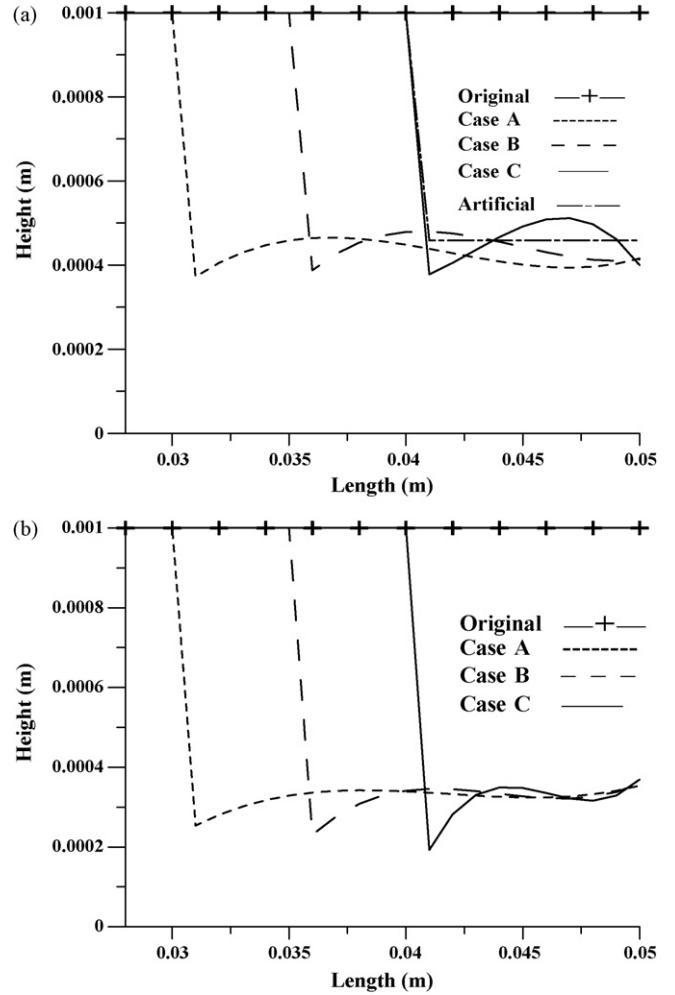 (a)
0.001
0.0008
0.0006
0.0004
0.0002
0
Height (m)
Original
Case A
Case B
Case C
Artificial
0.03
0.035
0.04
0.045
0.05
Length (m)
(b)
0.001
0.0008
0.0006
0.0004
0.0002
0
Height (m)
Original
Case A
Case B
Case C
0.03
0.035
0.04
0.045
0.05
Length (m)